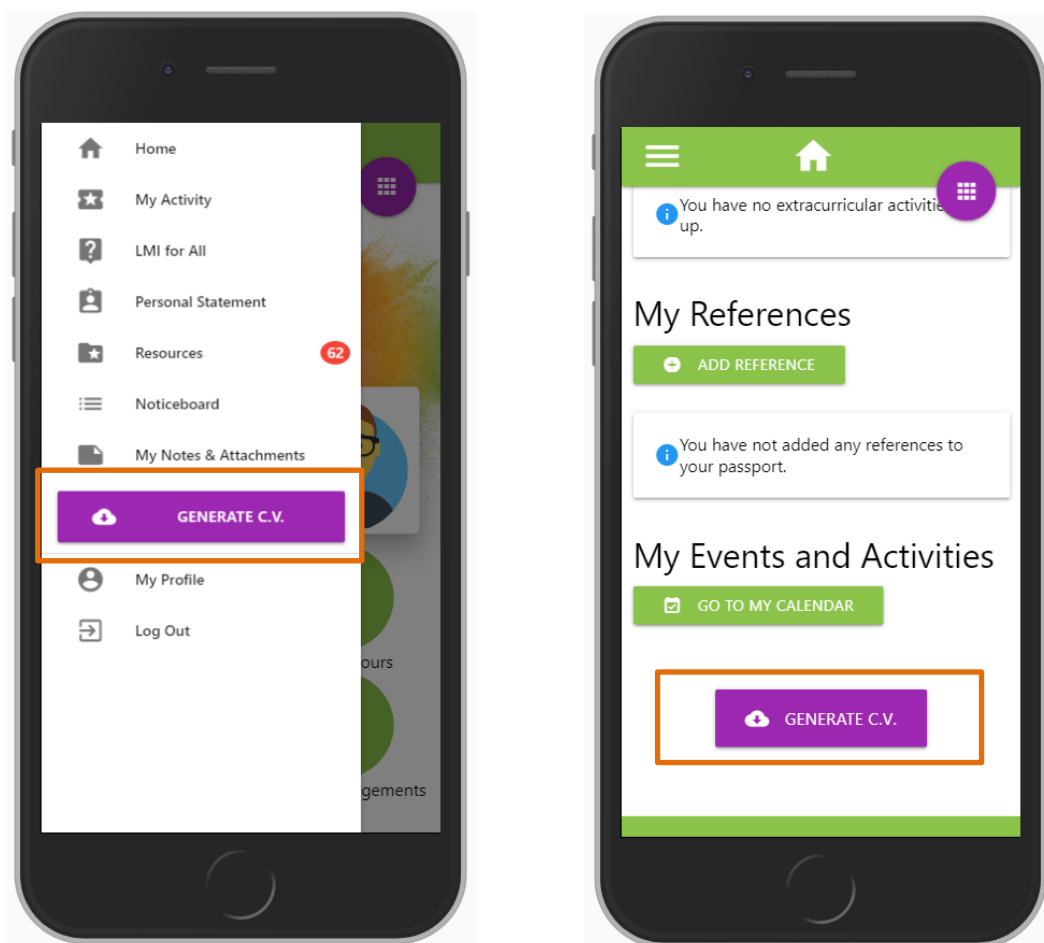 Home
My Activity
LMI for All
Personal Statement
Resources 62
Noticeboard
My Notes & Attachments
GENERATE C.V.
My Profile
Log Out
ours
gements
You have no extracurricular activitie
up.
My References
ADD REFERENCE
You have not added any references to
your passport.
My Events and Activities
GO TO MY CALENDAR
GENERATE C.V.